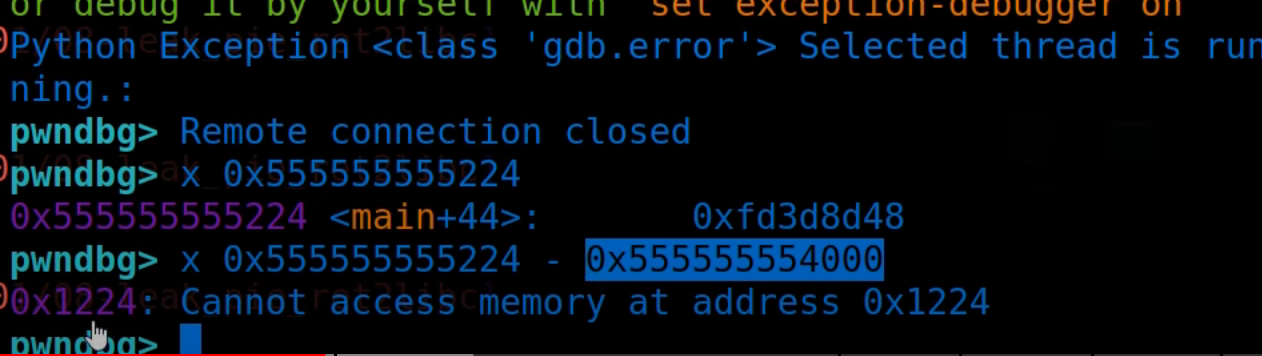 or debug it by yourself with `set exception-debugger on`
Python Exception <class 'gdb.error'> Selected thread is run
ning.:
pwndbg> Remote connection closed
pwndbg> x 0x555555555224
0x555555555224 <main+44>:	0xfd3d8d48
pwndbg> x 0x555555555224 - 0x555555554000
0x1224: Cannot access memory at address 0x1224
pwndbg>